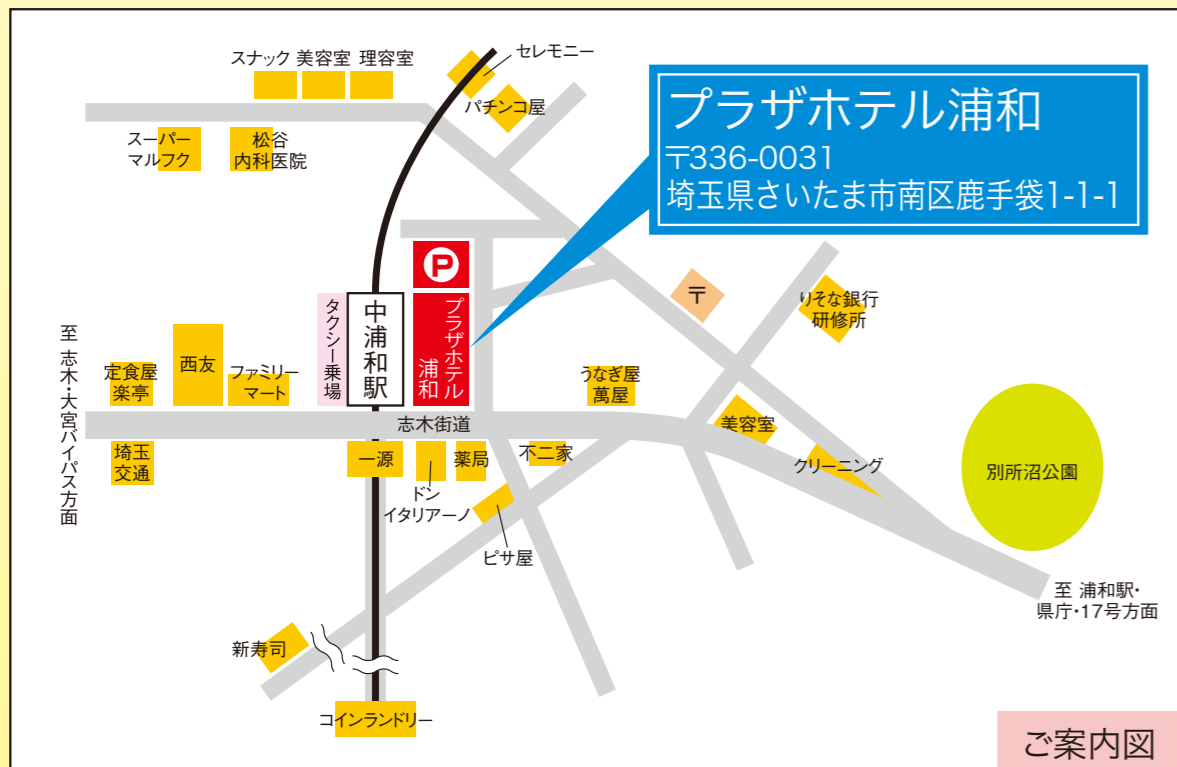 スナック 美容室 理容室
セレモニー
パチンコ屋
スーパー
マルフク
松谷
内科医院
プラザホテル浦和
〒336-0031
埼玉県さいたま市南区鹿手袋1-1-1
P
プラザホテル
浦和
中浦和駅
タクシー乗場
〒
りそな銀行
研修所
至 志木・大宮バイパス方面
定食屋
楽亭
西友
ファミリー
マート
うなぎ屋
萬屋
志木街道
美容室
埼玉
交通
一源
ドン
イタリアーノ
薬局
不二家
クリーニング
別所沼公園
ピサ屋
至 浦和駅・
県庁・17号方面
新寿司
コインランドリー
ご案内図